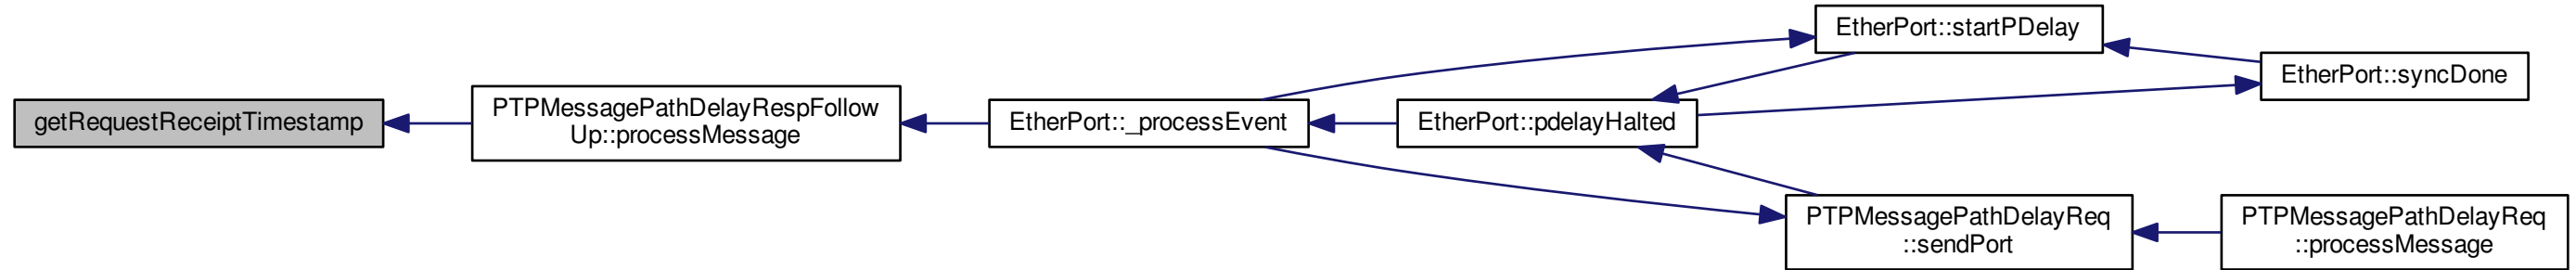 getRequestReceiptTimestamp
PTPMessagePathDelayRespFollow
Up::processMessage
EtherPort::_processEvent
EtherPort::pdelayHalted
EtherPort::startPDelay
EtherPort::syncDone
PTPMessagePathDelayReq
::sendPort
PTPMessagePathDelayReq
::processMessage